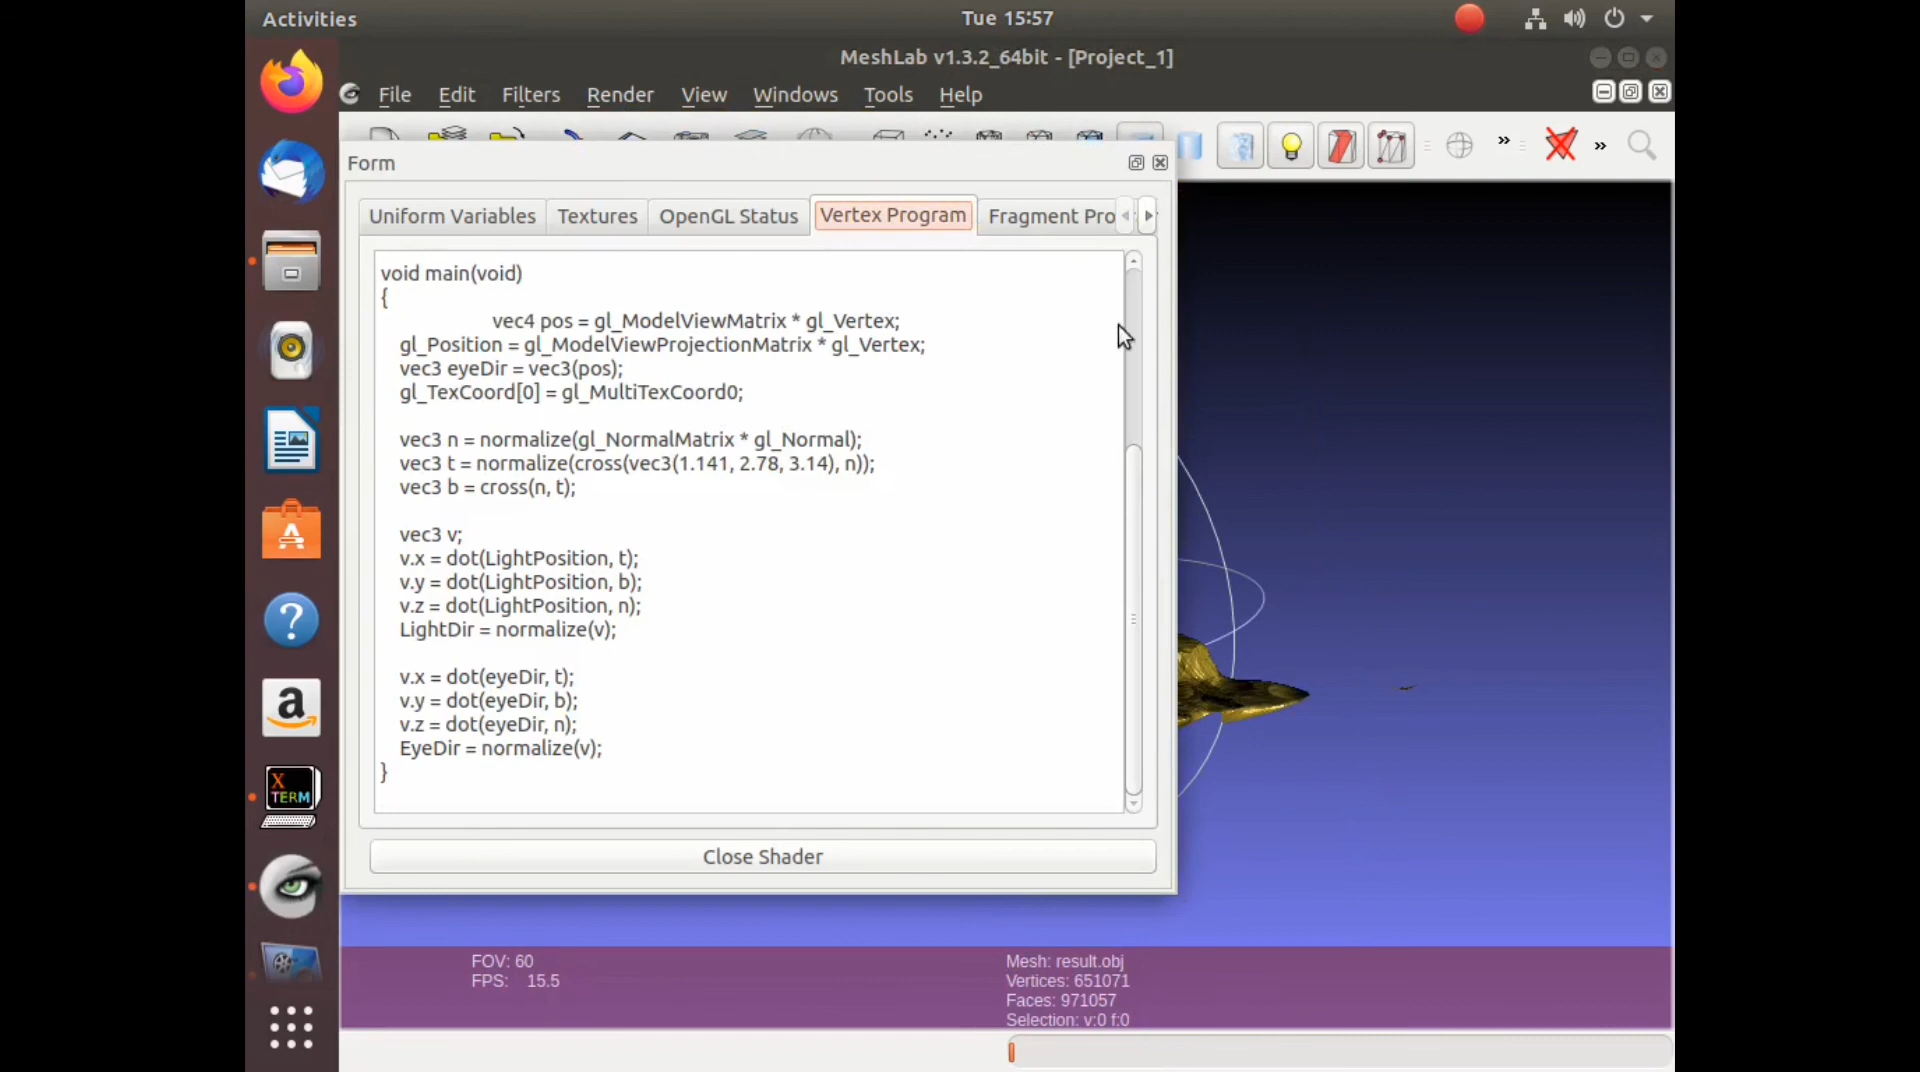 Activities
Tue 15:57
MeshLab v1.3.2_64bit - [Project_1]
File Edit Filters Render View Windows Tools Help
Form
Uniform Variables Textures OpenGL Status Vertex Program Fragment Pro
void main(void)
{
vec4 pos = gl_ModelViewMatrix * gl_Vertex;
gl_Position = gl_ModelViewProjectionMatrix * gl_Vertex;
vec3 eyeDir = vec3(pos);
gl_TexCoord[0] = gl_MultiTexCoord0;
vec3 n = normalize(gl_NormalMatrix * gl_Normal);
vec3 t = normalize(cross(vec3(1.141, 2.78, 3.14), n));
vec3 b = cross(n, t);
vec3 v;
v.x = dot(LightPosition, t);
v.y = dot(LightPosition, b);
v.z = dot(LightPosition, n);
LightDir = normalize(v);
v.x = dot(eyeDir, t);
v.y = dot(eyeDir, b);
v.z = dot(eyeDir, n);
EyeDir = normalize(v);
}
Close Shader
X
TERM
FOV: 60
FPS: 15.5
Mesh: result.obj
Vertices: 651071
Faces: 971057
Selection: v:0 f:0